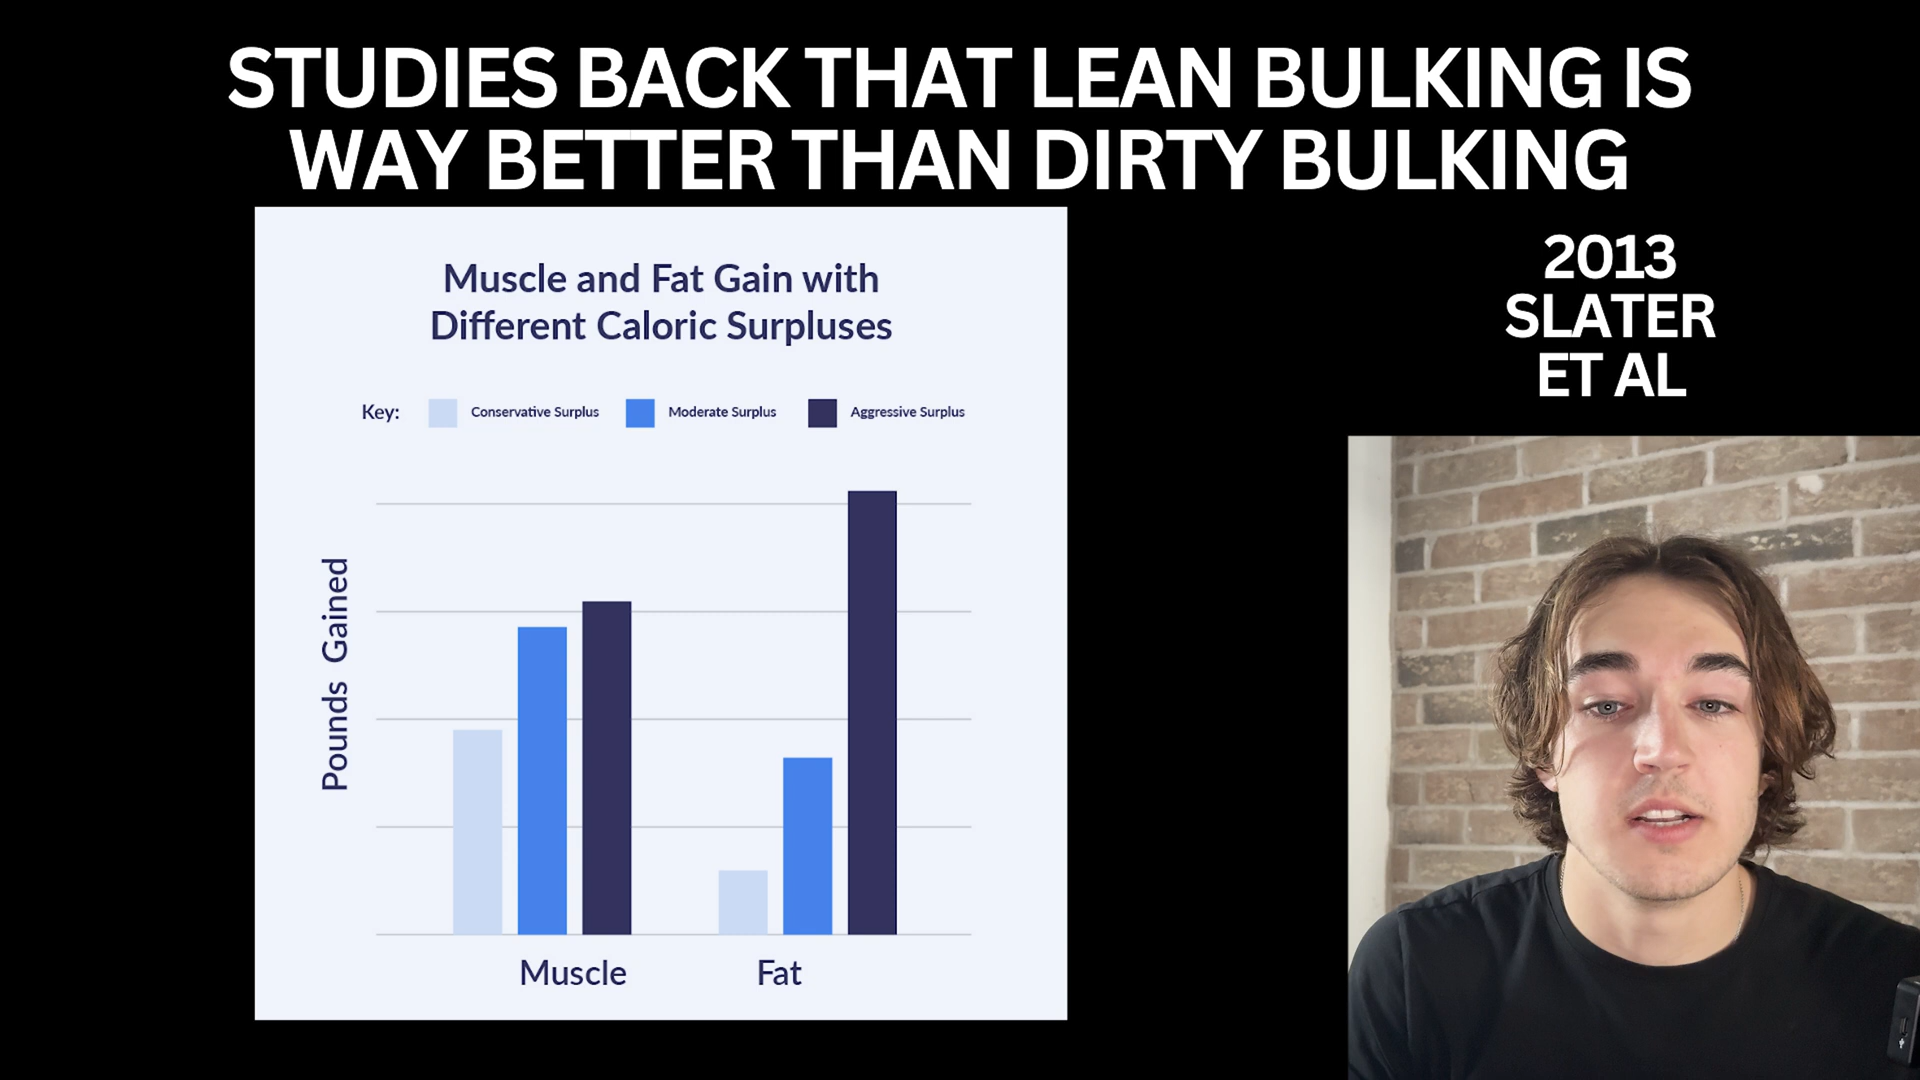 STUDIES BACK THAT LEAN BULKING IS
WAY BETTER THAN DIRTY BULKING
2013
SLATER
ET AL
Muscle and Fat Gain with
Different Caloric Surpluses
Key:
Conservative Surplus
Moderate Surplus
Aggressive Surplus
Pounds Gained
Muscle
Fat